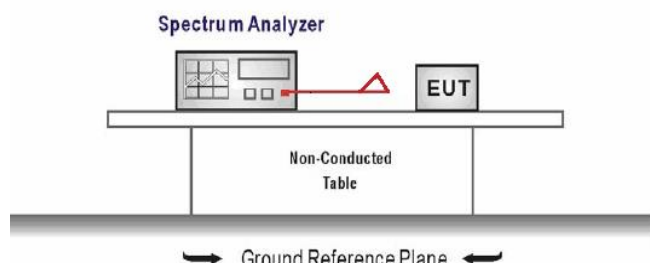 Spectrum Analyzer
EUT
Non-Conducted
Table
Ground Reference Plane